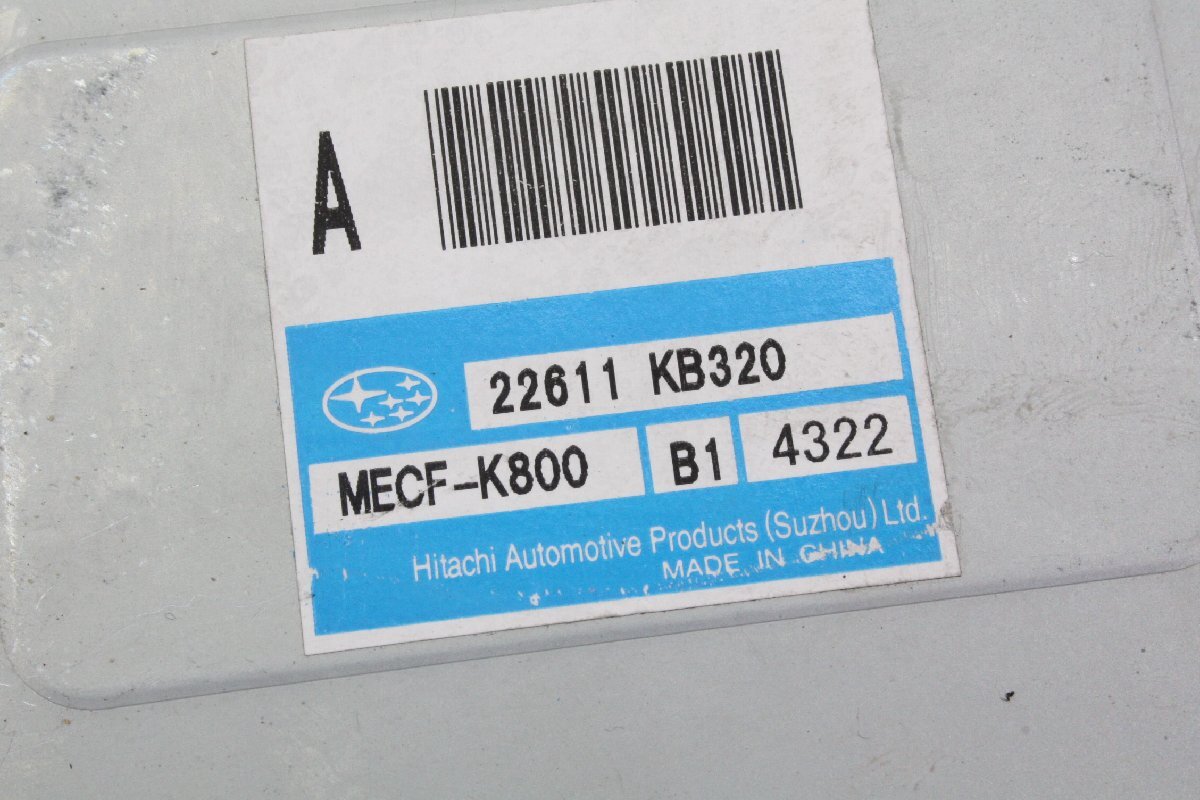 A
22611 KB320
MECF-K800 B1 4322
Hitachi Automotive Products (Suzhou) Ltd.
MADE IN CHINA